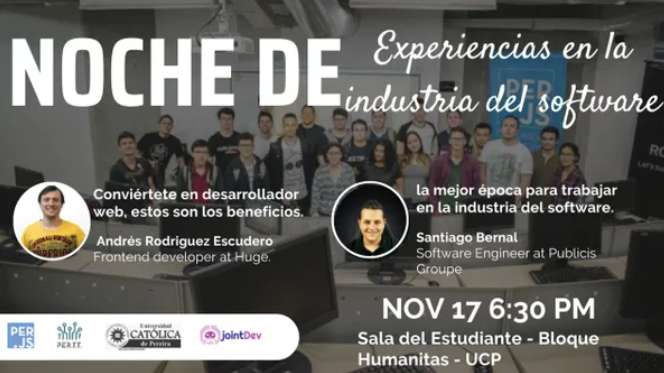 NOCHE DE
Experiencias en la
industria del software
PER
.JS
Conviértete en desarrollador
web, estos son los beneficios.
Andrés Rodriguez Escudero
Frontend developer at Huge.
la mejor época para trabajar
en la industria del software.
Santiago Bernal
Software Engineer at Publicis
Groupe
NOV 17 6:30 PM
Sala del Estudiante - Bloque
Humanitas - UCP
PER
.JS
PER.IT.
Universidad
CATÓLICA
de Pereira
jointDev